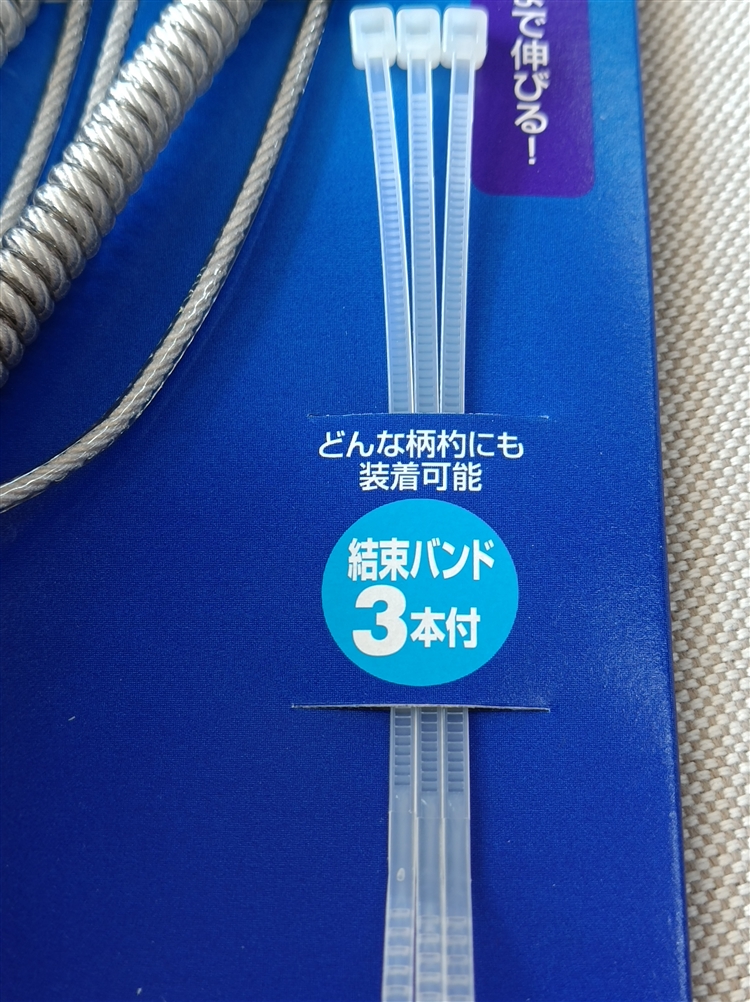 で伸びる！
どんな柄杓にも
装着可能
結束バンド
3本付